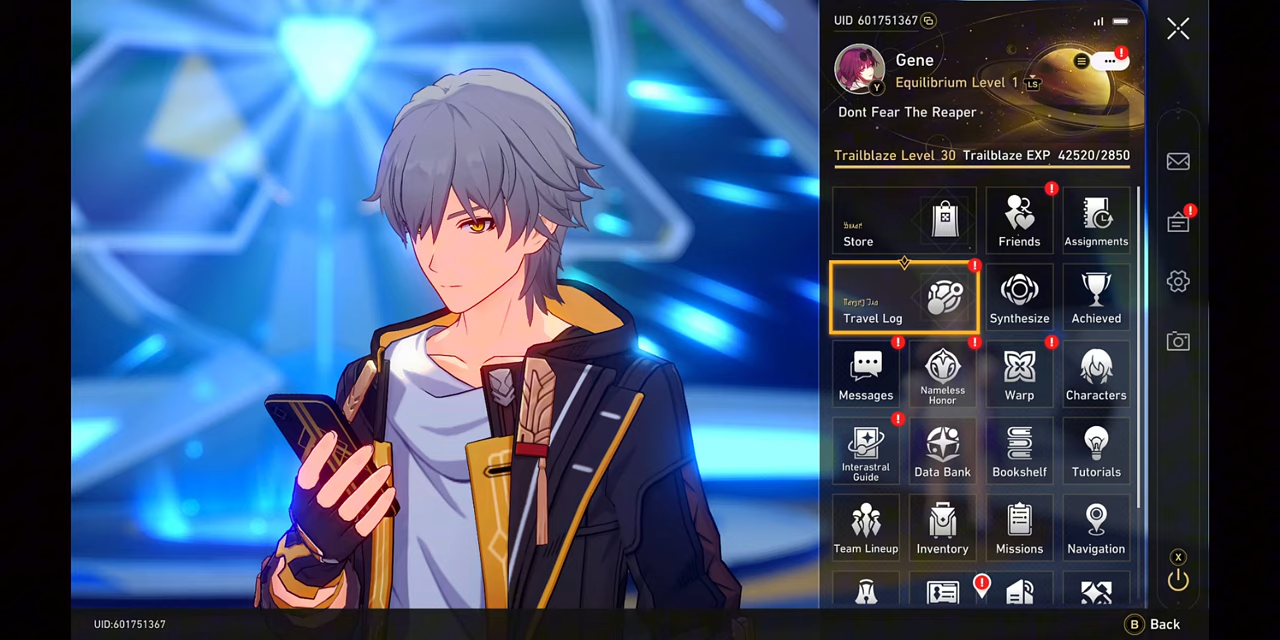 UID 601751367
Gene
Y
Equilibrium Level 1
LS
Dont Fear The Reaper
Trailblaze Level 30 Trailblaze EXP 42520/2850
Store
Friends
Assignments
Travel Log
Synthesize
Achieved
Messages
Nameless
Honor
Warp
Characters
Interastral
Guide
Data Bank
Bookshelf
Tutorials
Team Lineup
Inventory
Missions
Navigation
X
UID:601751367
B Back